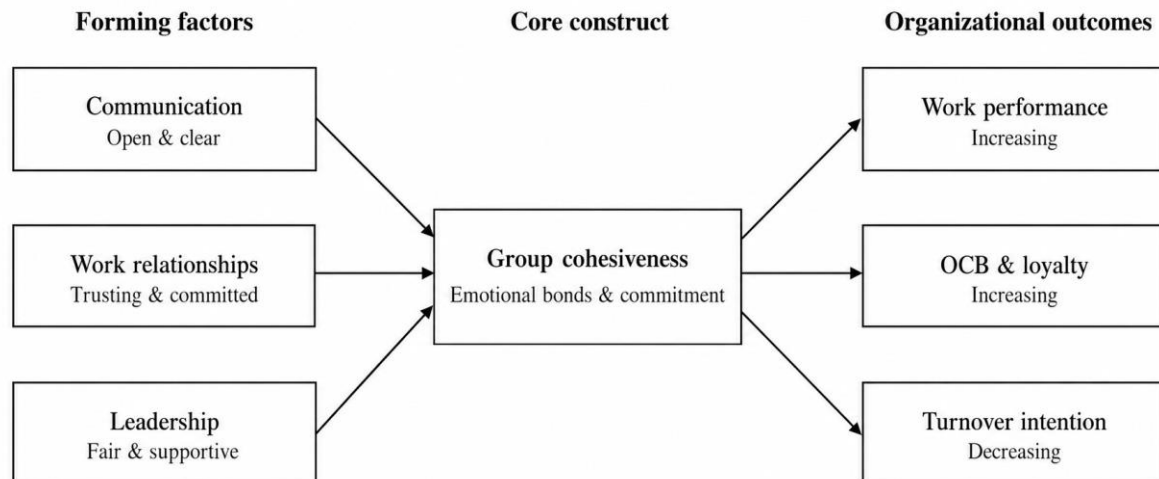 Forming factors
Core construct
Organizational outcomes
Communication
Open & clear
Work performance
Increasing
Work relationships
Trusting & committed
Group cohesiveness
Emotional bonds & commitment
OCB & loyalty
Increasing
Leadership
Fair & supportive
Turnover intention
Decreasing